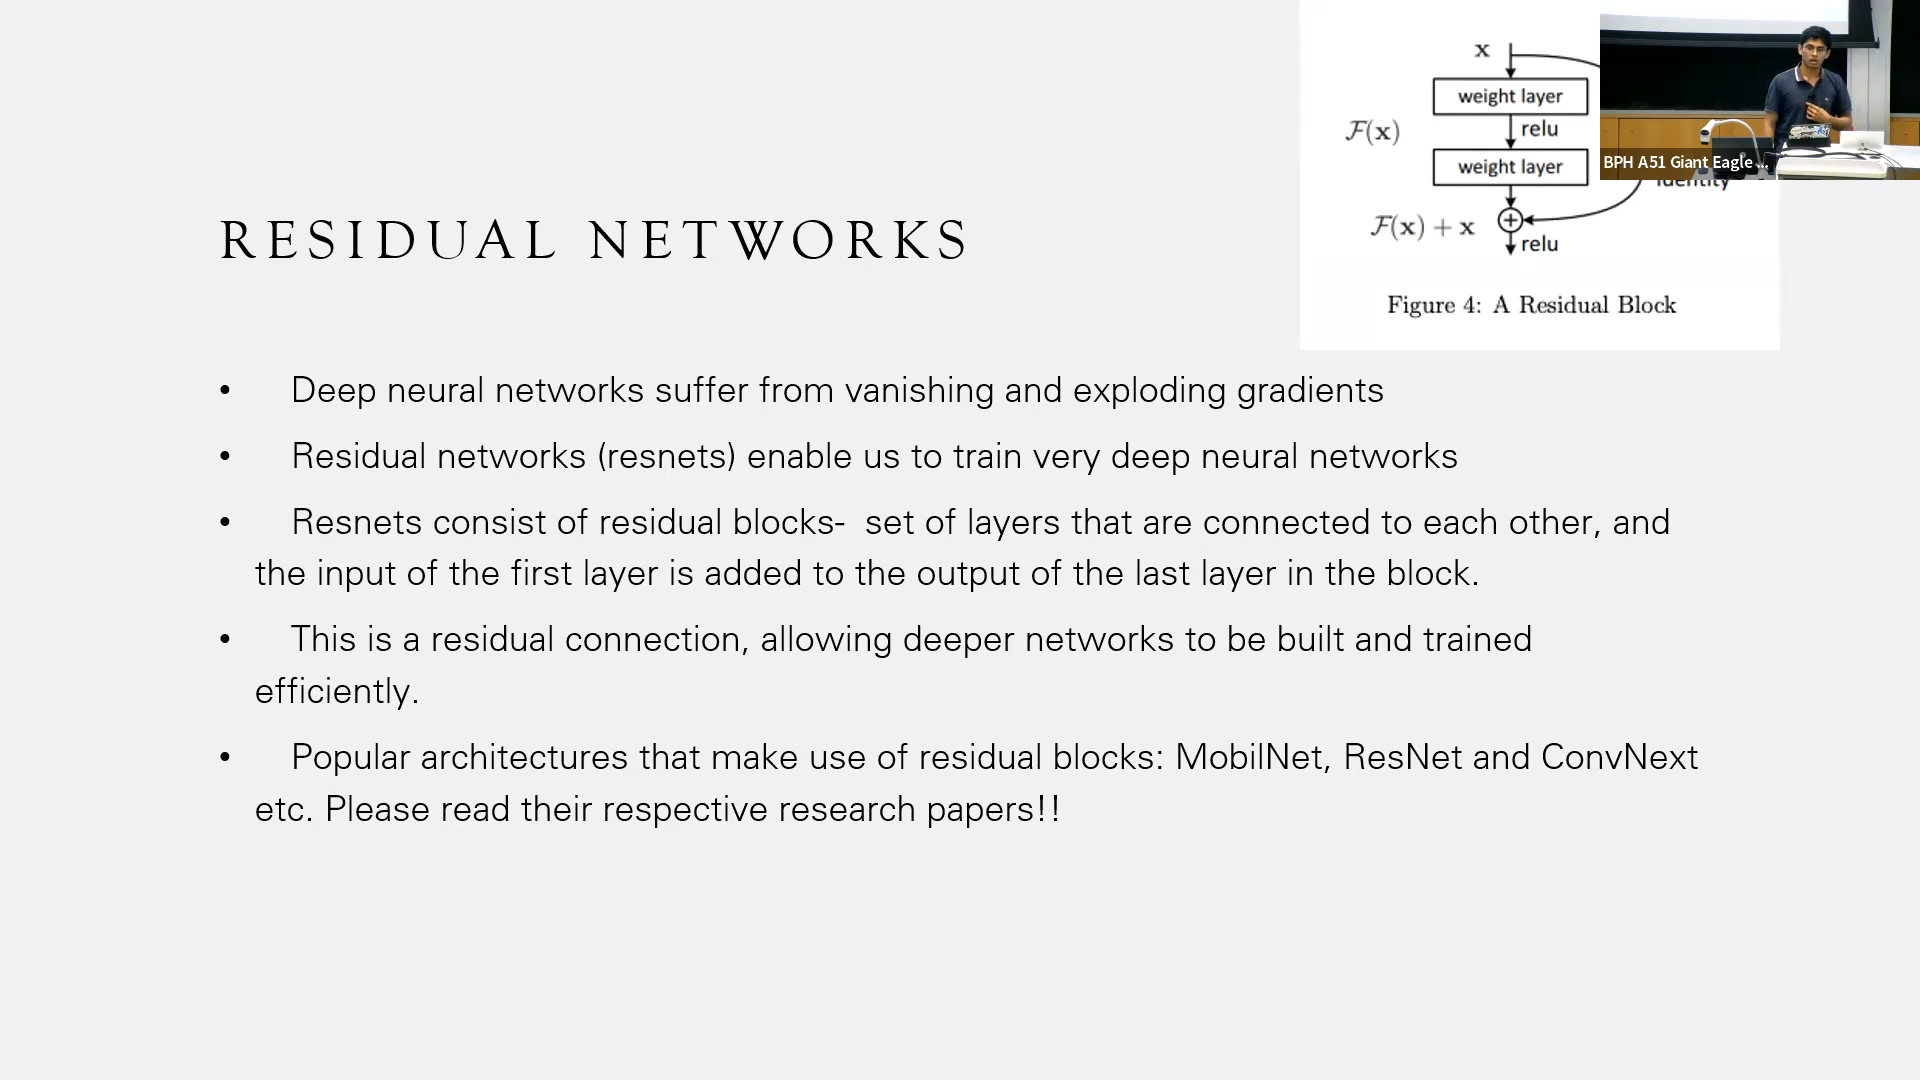 x
weight layer
F(x)
relu
weight layer
BPH A51 Giant Eagle ...
identity
F(x) + x
relu
Figure 4: A Residual Block
RESIDUAL NETWORKS
• Deep neural networks suffer from vanishing and exploding gradients
• Residual networks (resnets) enable us to train very deep neural networks
• Resnets consist of residual blocks- set of layers that are connected to each other, and
the input of the first layer is added to the output of the last layer in the block.
• This is a residual connection, allowing deeper networks to be built and trained
efficiently.
• Popular architectures that make use of residual blocks: MobilNet, ResNet and ConvNext
etc. Please read their respective research papers!!